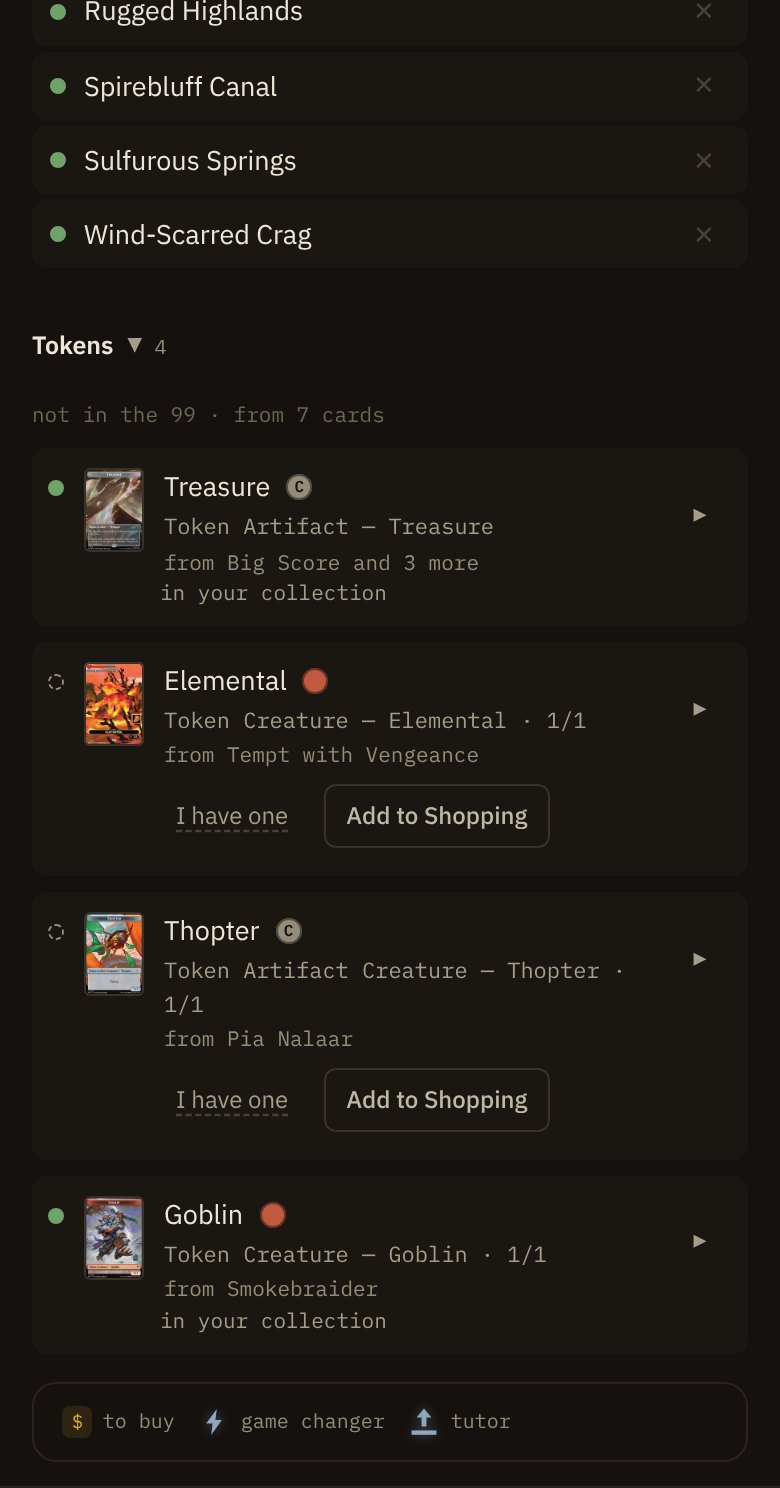 Rugged Highlands ✕
Spirebluff Canal ✕
Sulfurous Springs ✕
Wind-Scarred Crag ✕
Tokens ▼ 4
not in the 99 · from 7 cards
Treasure C
Token Artifact — Treasure
from Big Score and 3 more
in your collection
Elemental
Token Creature — Elemental · 1/1
from Tempt with Vengeance
I have one Add to Shopping
Thopter C
Token Artifact Creature — Thopter ·
1/1
from Pia Nalaar
I have one Add to Shopping
Goblin
Token Creature — Goblin · 1/1
from Smokebraider
in your collection
$ to buy game changer tutor